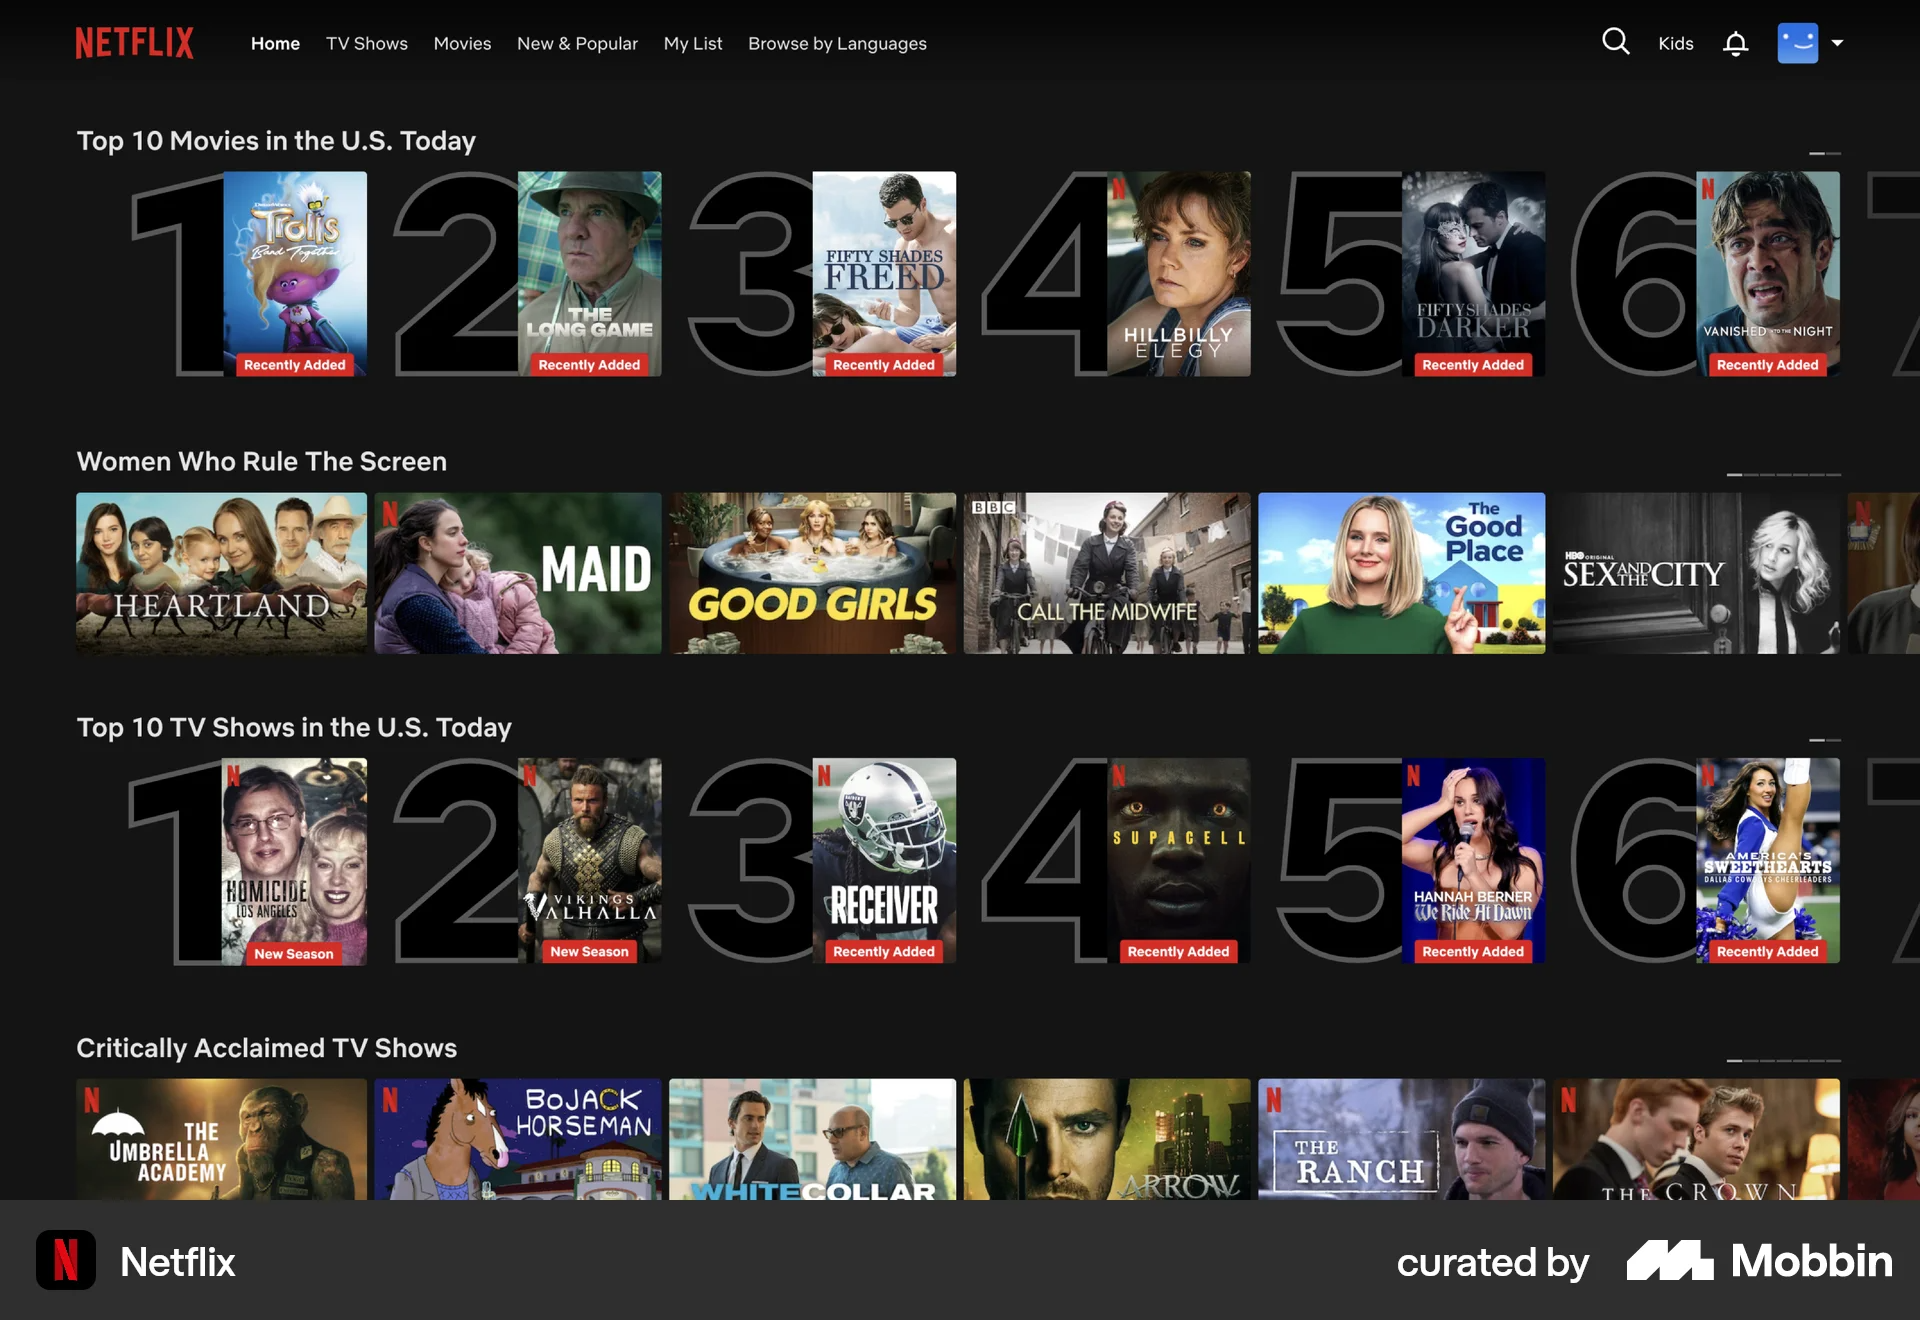 NETFLIX
Home
TV Shows
Movies
New & Popular
My List
Browse by Languages
Kids
Top 10 Movies in the U.S. Today
1
DreamWorks
Trolls
Band Together
Recently Added
2
THE
LONG GAME
Recently Added
3
FIFTY SHADES
FREED
Recently Added
4
N
HILLBILLY
ELEGY
5
FIFTY SHADES
DARKER
Recently Added
6
N
VANISHED INTO THE NIGHT
Recently Added
7
Women Who Rule The Screen
HEARTLAND
N
MAID
GOOD GIRLS
BBC
CALL THE MIDWIFE
The
Good
Place
HBO ORIGINAL
SEX AND THE CITY
N
Top 10 TV Shows in the U.S. Today
1
N
HOMICIDE
LOS ANGELES
New Season
2
N
VIKINGS
VALHALLA
New Season
3
N
RAIDERS
RECEIVER
Recently Added
4
N
SUPACELL
Recently Added
5
N
HANNAH BERNER
We Ride At Dawn
Recently Added
6
N
AMERICA'S
SWEETHEARTS
DALLAS COWBOYS CHEERLEADERS
Recently Added
7
Critically Acclaimed TV Shows
N
THE
UMBRELLA
ACADEMY
N
BOJACK
HORSEMAN
WHITE COLLAR
ARROW
N
THE
RANCH
N
THE CROWN
N
Netflix
curated by
Mobbin